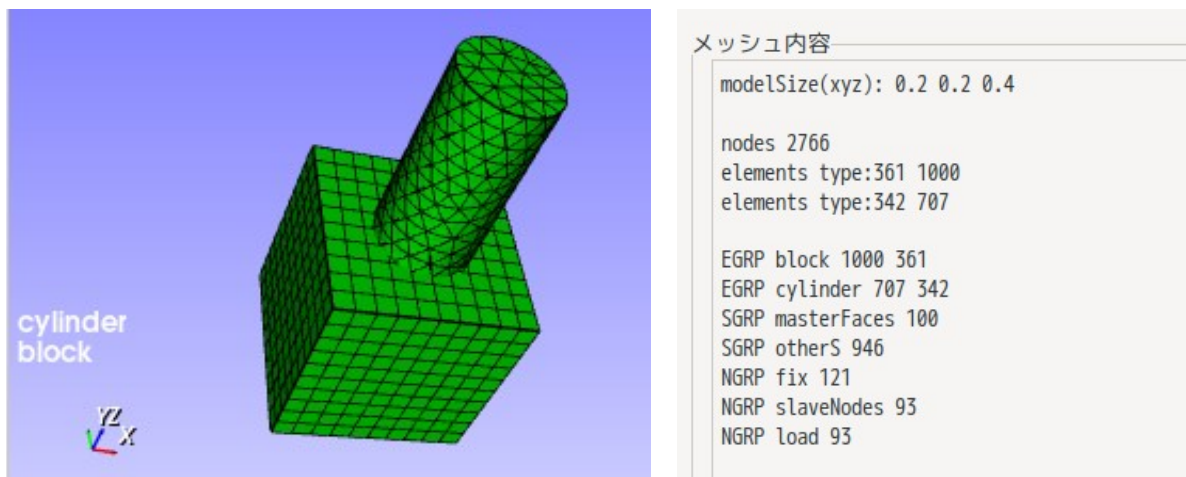 cylinder
block
YZ
X
メッシュ内容
modelSize(xyz): 0.2 0.2 0.4
nodes 2766
elements type:361 1000
elements type:342 707
EGRP block 1000 361
EGRP cylinder 707 342
SGRP masterFaces 100
SGRP otherS 946
NGRP fix 121
NGRP slaveNodes 93
NGRP load 93